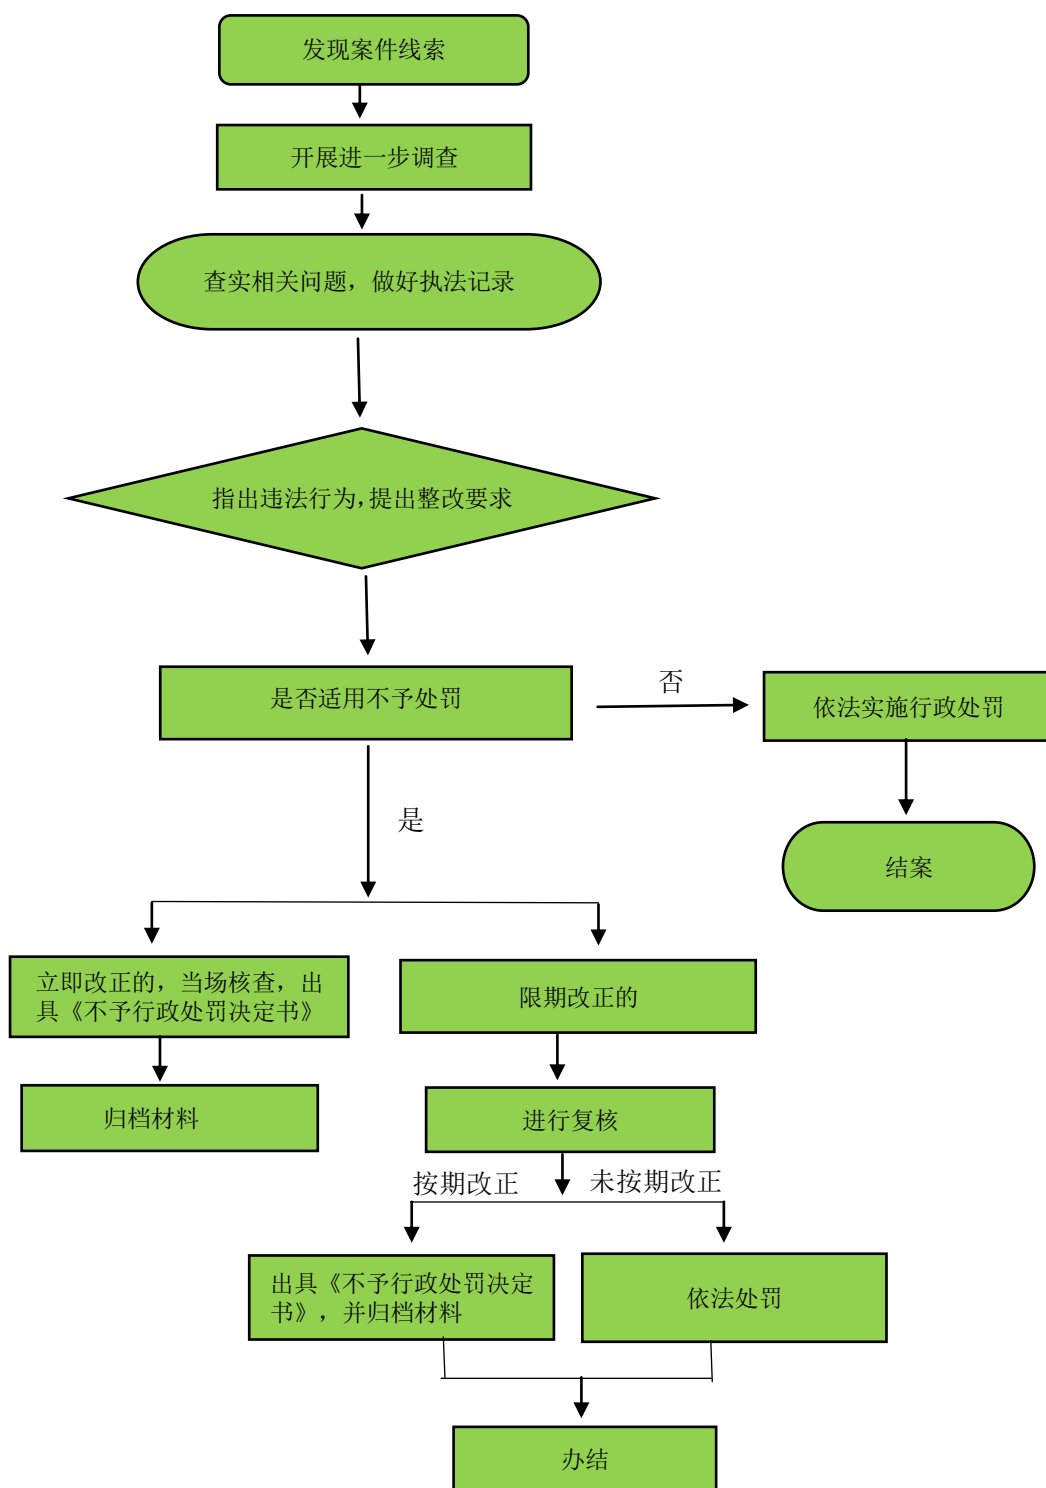 发现案件线索
开展进一步调查
查实相关问题，做好执法记录
指出违法行为，提出整改要求
是否适用不予处罚
否
依法实施行政处罚
是
结案
立即改正的，当场核查，出
具《不予行政处罚决定书》
限期改正的
归档材料
进行复核
按期改正
未按期改正
出具《不予行政处罚决定
书》，并归档材料
依法处罚
办结